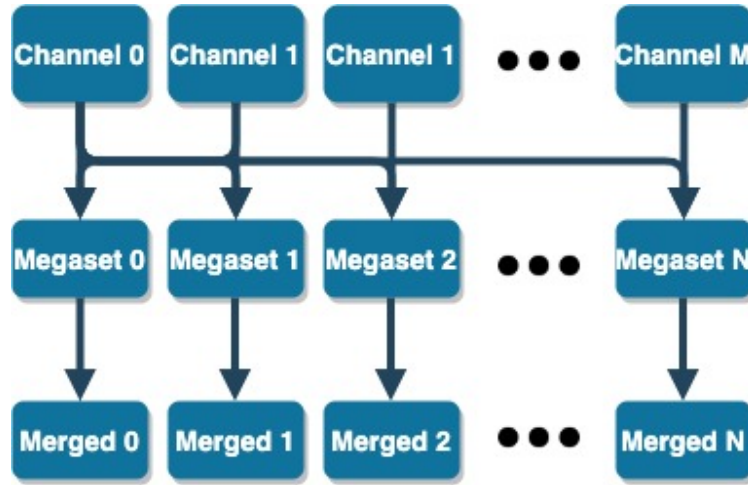 Channel 0
Channel 1
Channel 1
Channel M
Megaset 0
Megaset 1
Megaset 2
Megaset N
Merged 0
Merged 1
Merged 2
Merged N